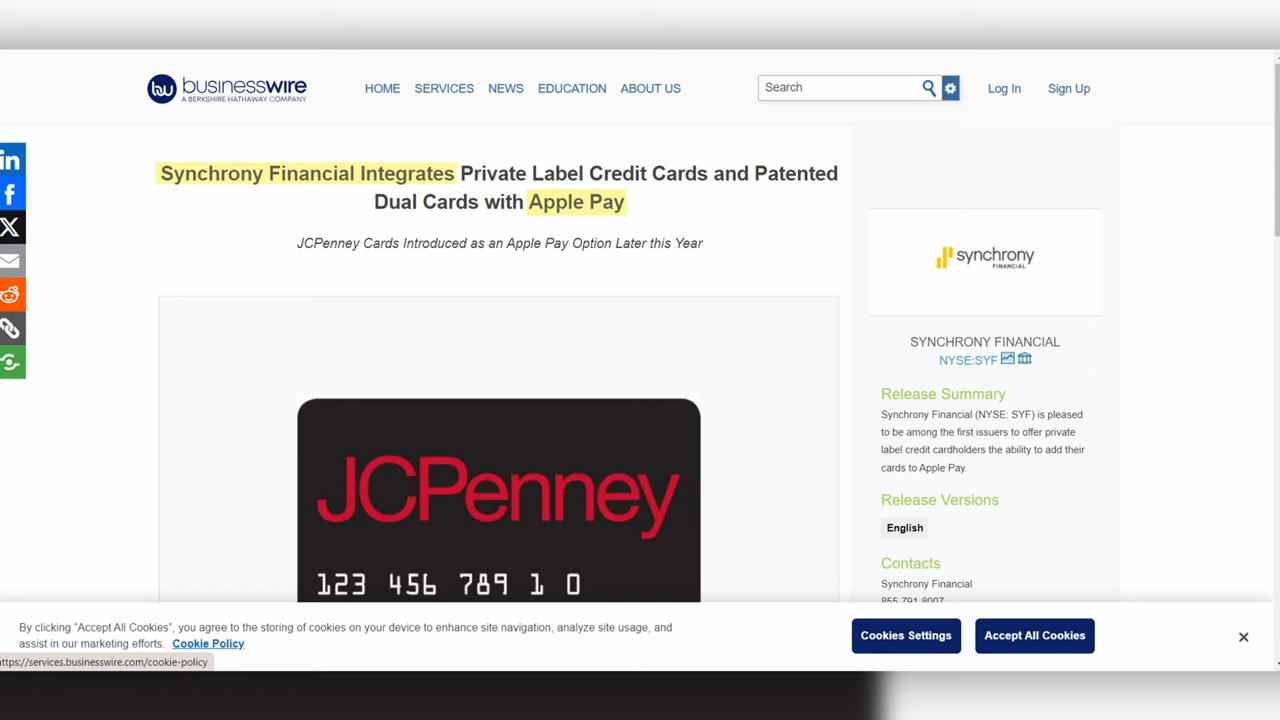 businesswire
A BERKSHIRE HATHAWAY COMPANY
HOME SERVICES NEWS EDUCATION ABOUT US
Search
Log In Sign Up
Synchrony Financial Integrates Private Label Credit Cards and Patented
Dual Cards with Apple Pay
JCPenney Cards Introduced as an Apple Pay Option Later this Year
JCPenney
123 456 789 1 0
synchrony
FINANCIAL
SYNCHRONY FINANCIAL
NYSE:SYF
Release Summary
Synchrony Financial (NYSE: SYF) is pleased
to be among the first issuers to offer private
label credit cardholders the ability to add their
cards to Apple Pay.
Release Versions
English
Contacts
Synchrony Financial
855.791.8007
By clicking “Accept All Cookies”, you agree to the storing of cookies on your device to enhance site navigation, analyze site usage, and
assist in our marketing efforts. Cookie Policy
Cookies Settings
Accept All Cookies
https://services.businesswire.com/cookie-policy